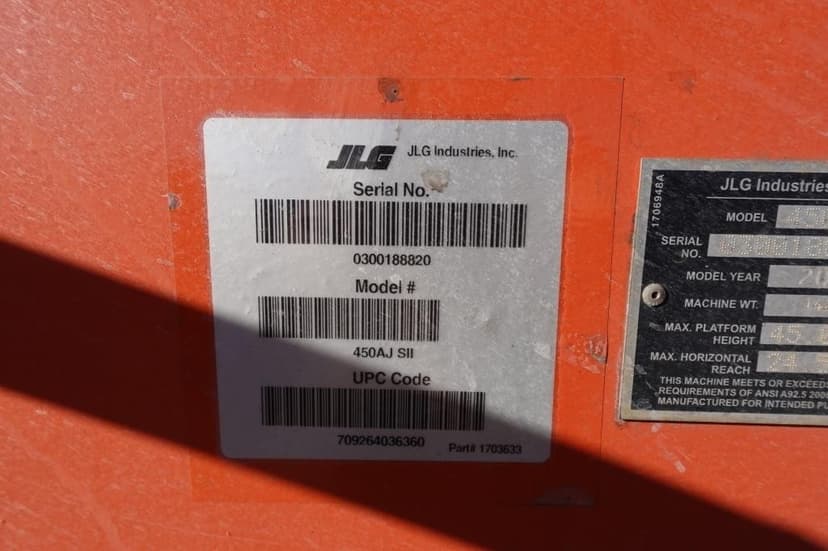 JLG JLG Industries, Inc.
Serial No.
0300188820
Model #
450AJ SII
UPC Code
709264036360 Part# 1703633
1706948A
JLG Industries
MODEL
SERIAL NO.
MODEL YEAR
MACHINE WT.
MAX. PLATFORM
HEIGHT
MAX. HORIZONTAL
REACH
THIS MACHINE MEETS OR EXCEEDS
REQUIREMENTS OF ANSI A92.5
MANUFACTURED FOR INTENDED